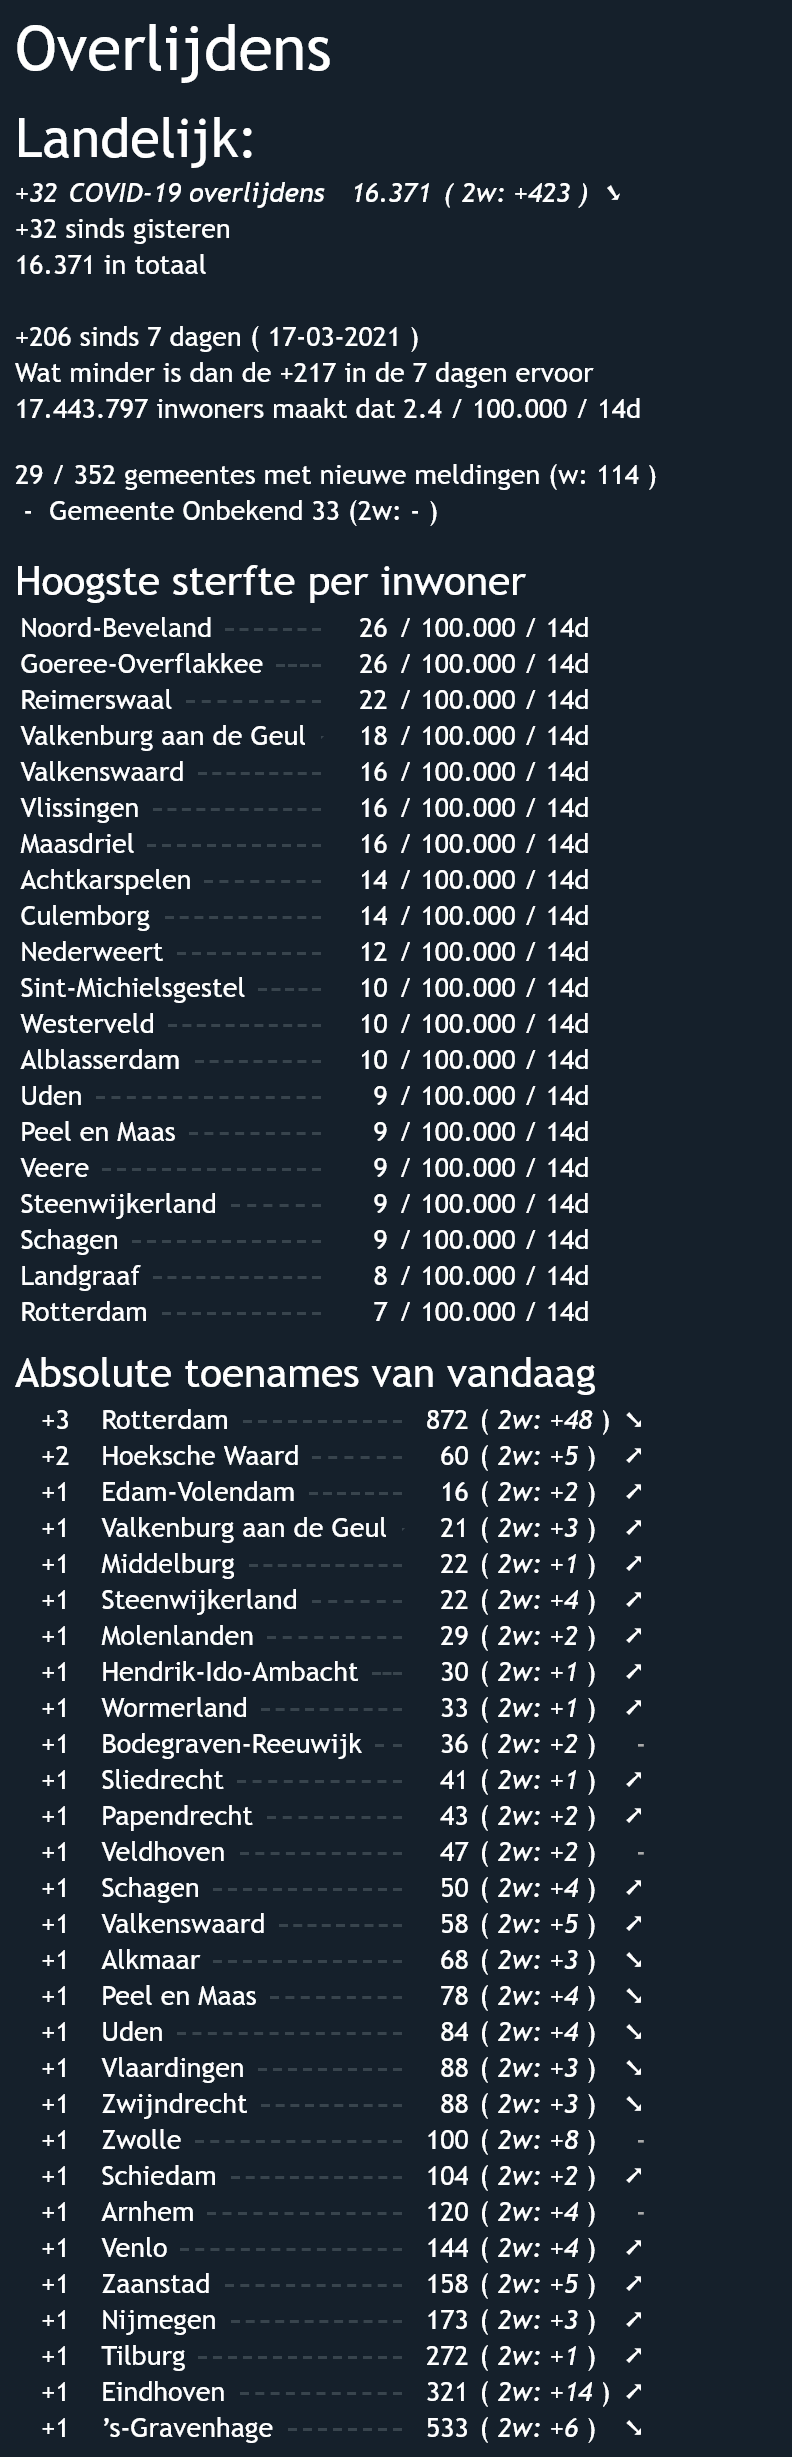 Overlijdens
Landelijk:
+32 COVID-19 overlijdens 16.371 ( 2w: +423 ) ➘
+32 sinds gisteren
16.371 in totaal
+206 sinds 7 dagen ( 17-03-2021 )
Wat minder is dan de +217 in de 7 dagen ervoor
17.443.797 inwoners maakt dat 2.4 / 100.000 / 14d
29 / 352 gemeentes met nieuwe meldingen (w: 114 )
- Gemeente Onbekend 33 (2w: - )
Hoogste sterfte per inwoner
Noord-Beveland ------- 26 / 100.000 / 14d
Goeree-Overflakkee ---- 26 / 100.000 / 14d
Reimerswaal --------- 22 / 100.000 / 14d
Valkenburg aan de Geul 18 / 100.000 / 14d
Valkenswaard --------- 16 / 100.000 / 14d
Vlissingen ------------ 16 / 100.000 / 14d
Maasdriel ------------- 16 / 100.000 / 14d
Achtkarspelen -------- 14 / 100.000 / 14d
Culemborg ----------- 14 / 100.000 / 14d
Nederweert ---------- 12 / 100.000 / 14d
Sint-Michielsgestel ----- 10 / 100.000 / 14d
Westerveld ----------- 10 / 100.000 / 14d
Alblasserdam --------- 10 / 100.000 / 14d
Uden ---------------- 9 / 100.000 / 14d
Peel en Maas --------- 9 / 100.000 / 14d
Veere ---------------- 9 / 100.000 / 14d
Steenwijkerland ------ 9 / 100.000 / 14d
Schagen ------------- 9 / 100.000 / 14d
Landgraaf ------------ 8 / 100.000 / 14d
Rotterdam ----------- 7 / 100.000 / 14d
Absolute toenames van vandaag
+3 Rotterdam ----------- 872 ( 2w: +48 ) ➘
+2 Hoeksche Waard ------ 60 ( 2w: +5 ) ➚
+1 Edam-Volendam ------- 16 ( 2w: +2 ) ➚
+1 Valkenburg aan de Geul 21 ( 2w: +3 ) ➚
+1 Middelburg ----------- 22 ( 2w: +1 ) ➚
+1 Steenwijkerland ------ 22 ( 2w: +4 ) ➚
+1 Molenlanden --------- 29 ( 2w: +2 ) ➚
+1 Hendrik-Ido-Ambacht --- 30 ( 2w: +1 ) ➚
+1 Wormerland ---------- 33 ( 2w: +1 ) ➚
+1 Bodegraven-Reeuwijk -- 36 ( 2w: +2 ) -
+1 Sliedrecht ----------- 41 ( 2w: +1 ) ➚
+1 Papendrecht --------- 43 ( 2w: +2 ) ➚
+1 Veldhoven ----------- 47 ( 2w: +2 ) -
+1 Schagen ------------- 50 ( 2w: +4 ) ➚
+1 Valkenswaard --------- 58 ( 2w: +5 ) ➚
+1 Alkmaar ------------- 68 ( 2w: +3 ) ➘
+1 Peel en Maas --------- 78 ( 2w: +4 ) ➘
+1 Uden ---------------- 84 ( 2w: +4 ) ➘
+1 Vlaardingen ---------- 88 ( 2w: +3 ) ➘
+1 Zwijndrecht ---------- 88 ( 2w: +3 ) ➘
+1 Zwolle -------------- 100 ( 2w: +8 ) -
+1 Schiedam ------------ 104 ( 2w: +2 ) ➚
+1 Arnhem ------------- 120 ( 2w: +4 ) -
+1 Venlo --------------- 144 ( 2w: +4 ) ➚
+1 Zaanstad ------------ 158 ( 2w: +5 ) ➚
+1 Nijmegen ------------ 173 ( 2w: +3 ) ➚
+1 Tilburg -------------- 272 ( 2w: +1 ) ➚
+1 Eindhoven ----------- 321 ( 2w: +14 ) ➚
+1 ’s-Gravenhage -------- 533 ( 2w: +6 ) ➘